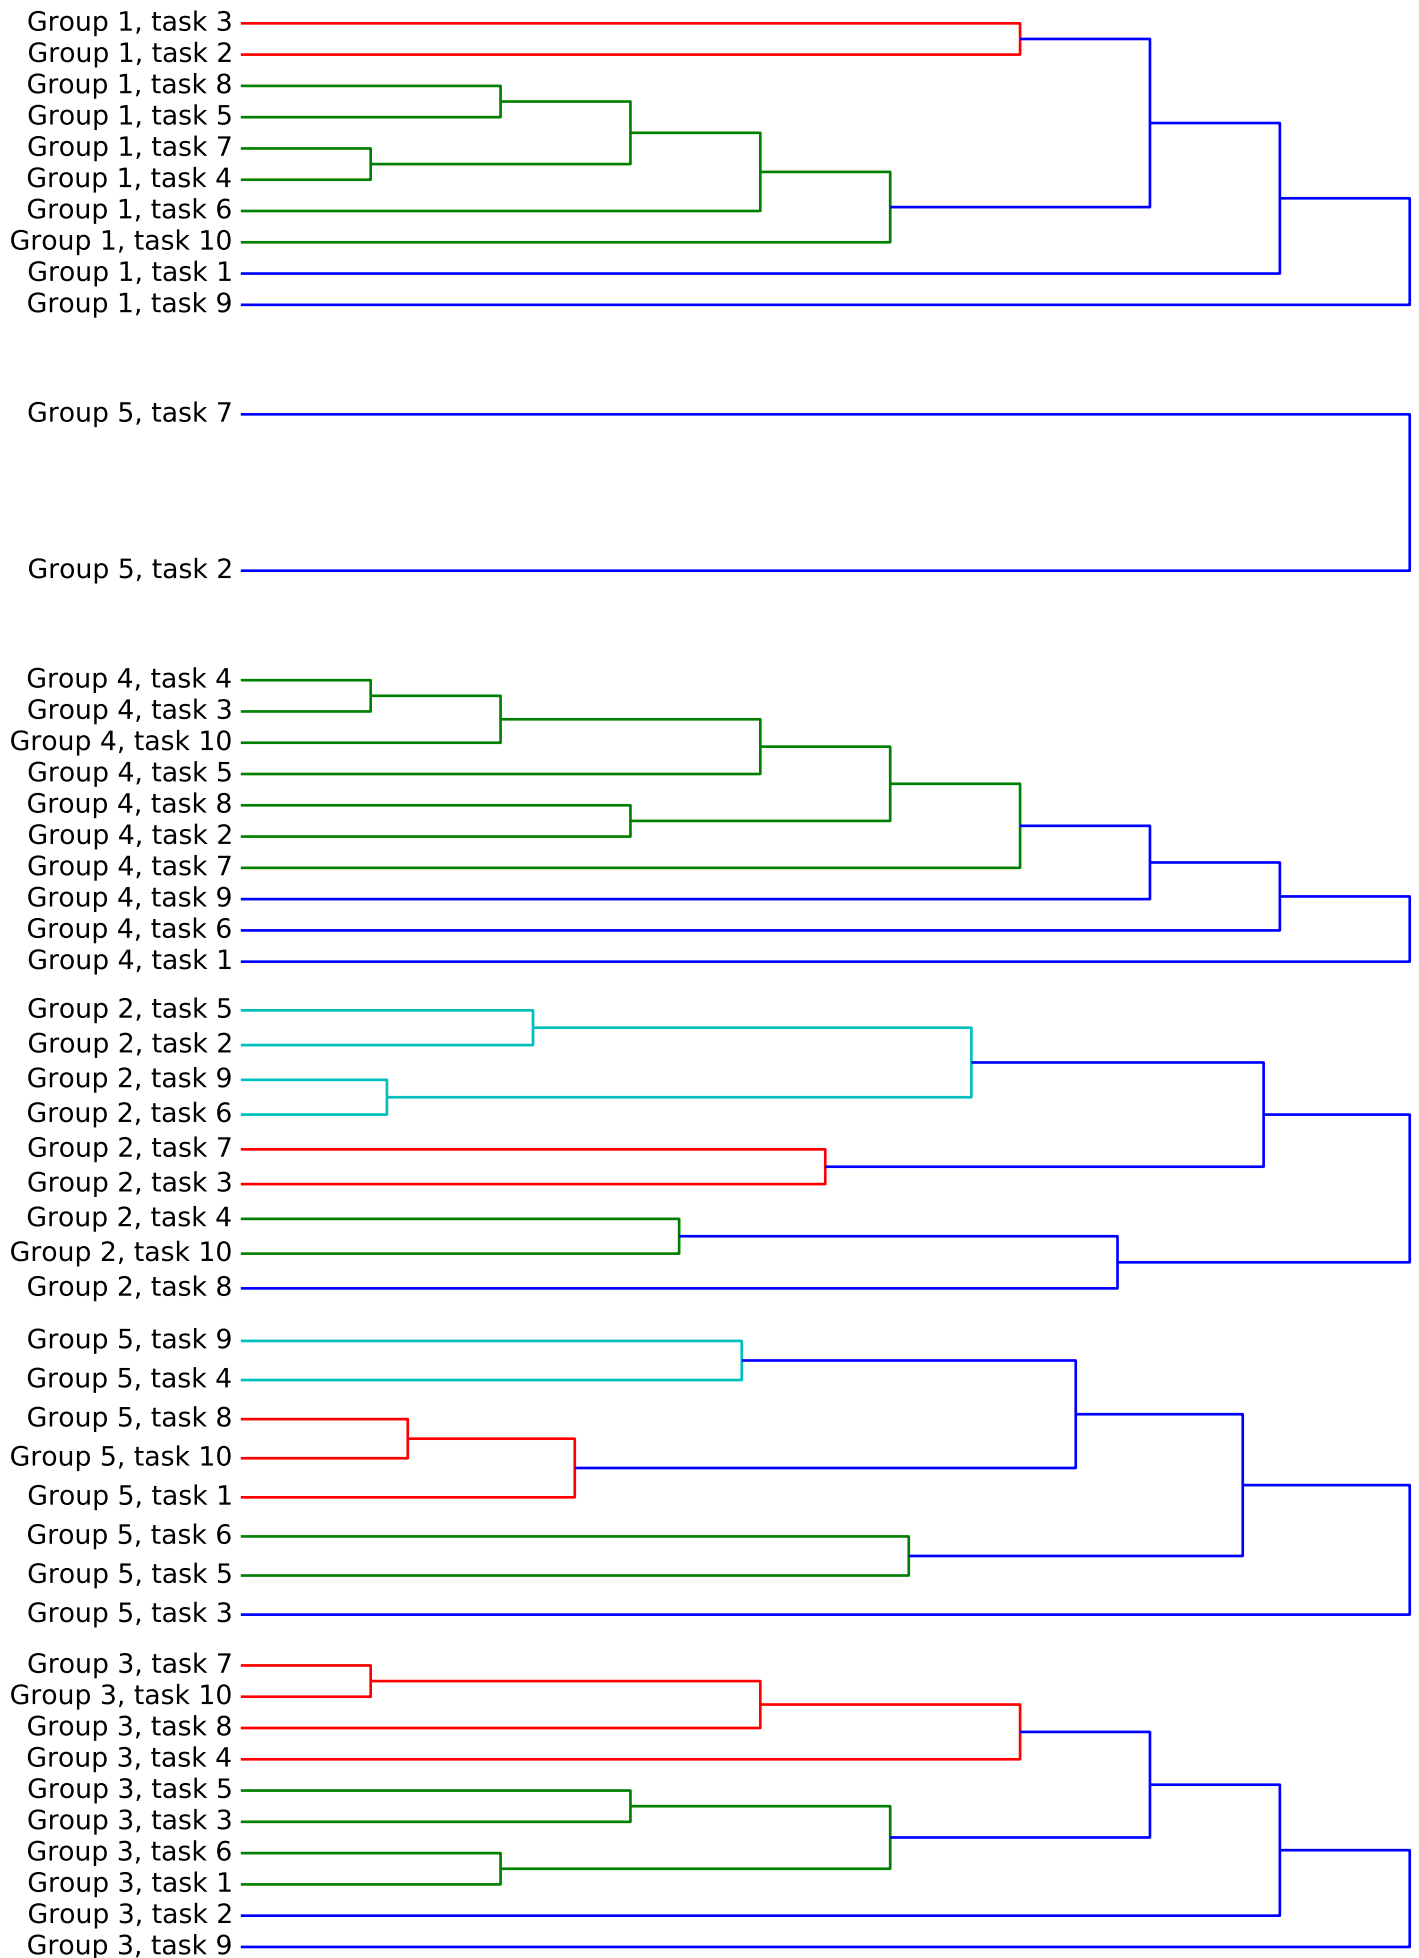 Group 1, task 3
Group 1, task 2
Group 1, task 8
Group 1, task 5
Group 1, task 7
Group 1, task 4
Group 1, task 6
Group 1, task 10
Group 1, task 1
Group 1, task 9
Group 5, task 7
Group 5, task 2
Group 4, task 4
Group 4, task 3
Group 4, task 10
Group 4, task 5
Group 4, task 8
Group 4, task 2
Group 4, task 7
Group 4, task 9
Group 4, task 6
Group 4, task 1
Group 2, task 5
Group 2, task 2
Group 2, task 9
Group 2, task 6
Group 2, task 7
Group 2, task 3
Group 2, task 4
Group 2, task 10
Group 2, task 8
Group 5, task 9
Group 5, task 4
Group 5, task 8
Group 5, task 10
Group 5, task 1
Group 5, task 6
Group 5, task 5
Group 5, task 3
Group 3, task 7
Group 3, task 10
Group 3, task 8
Group 3, task 4
Group 3, task 5
Group 3, task 3
Group 3, task 6
Group 3, task 1
Group 3, task 2
Group 3, task 9